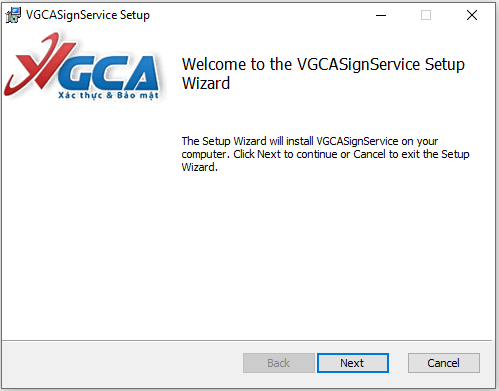 VGCASignService Setup
VGCA
Xác thực & Bảo mật
Welcome to the VGCASignService Setup
Wizard
The Setup Wizard will install VGCASignService on your
computer. Click Next to continue or Cancel to exit the Setup
Wizard.
Back
Next
Cancel